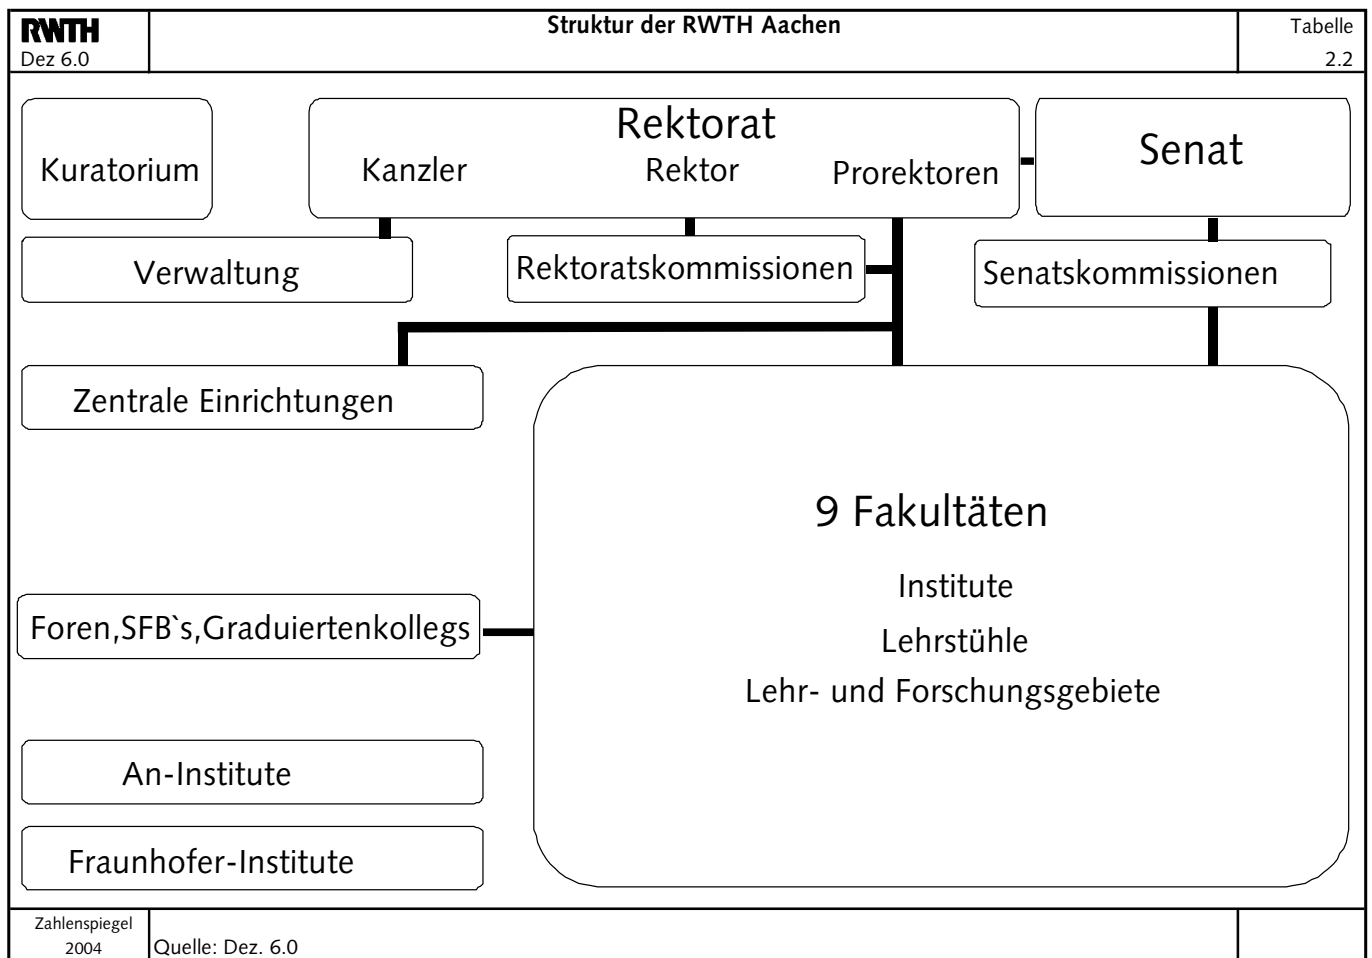 RWTH
Dez 6.0
Struktur der RWTH Aachen
Tabelle
2.2
Kuratorium
Rektorat
Kanzler Rektor Prorektoren
Senat
Verwaltung
Rektoratskommissionen
Senatskommissionen
Zentrale Einrichtungen
9 Fakultäten
Institute
Lehrstühle
Lehr- und Forschungsgebiete
Foren,SFB`s,Graduiertenkollegs
An-Institute
Fraunhofer-Institute
Zahlenspiegel
2004
Quelle: Dez. 6.0